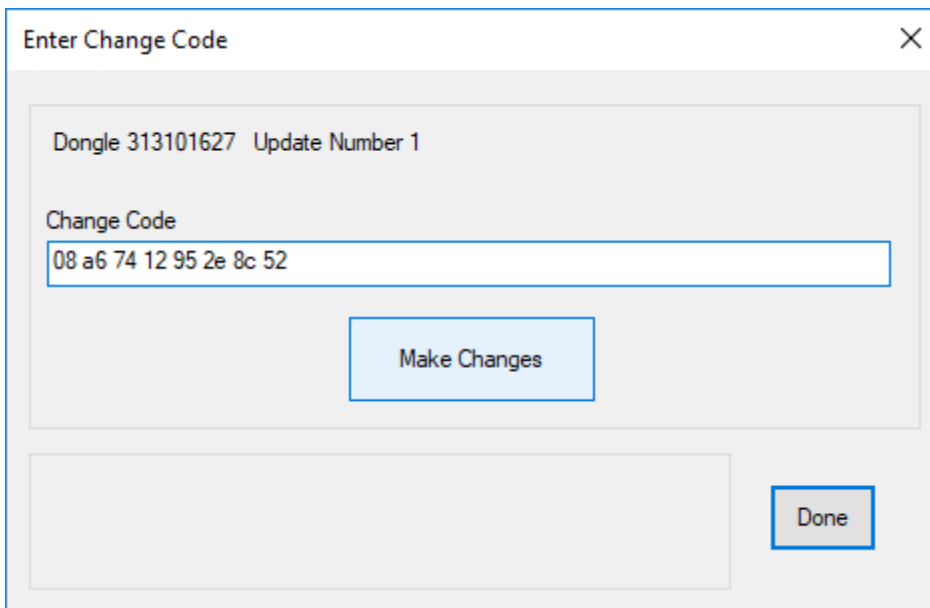 Enter Change Code
Dongle 313101627 Update Number 1
Change Code
08 a6 74 12 95 2e 8c 52
Make Changes
Done